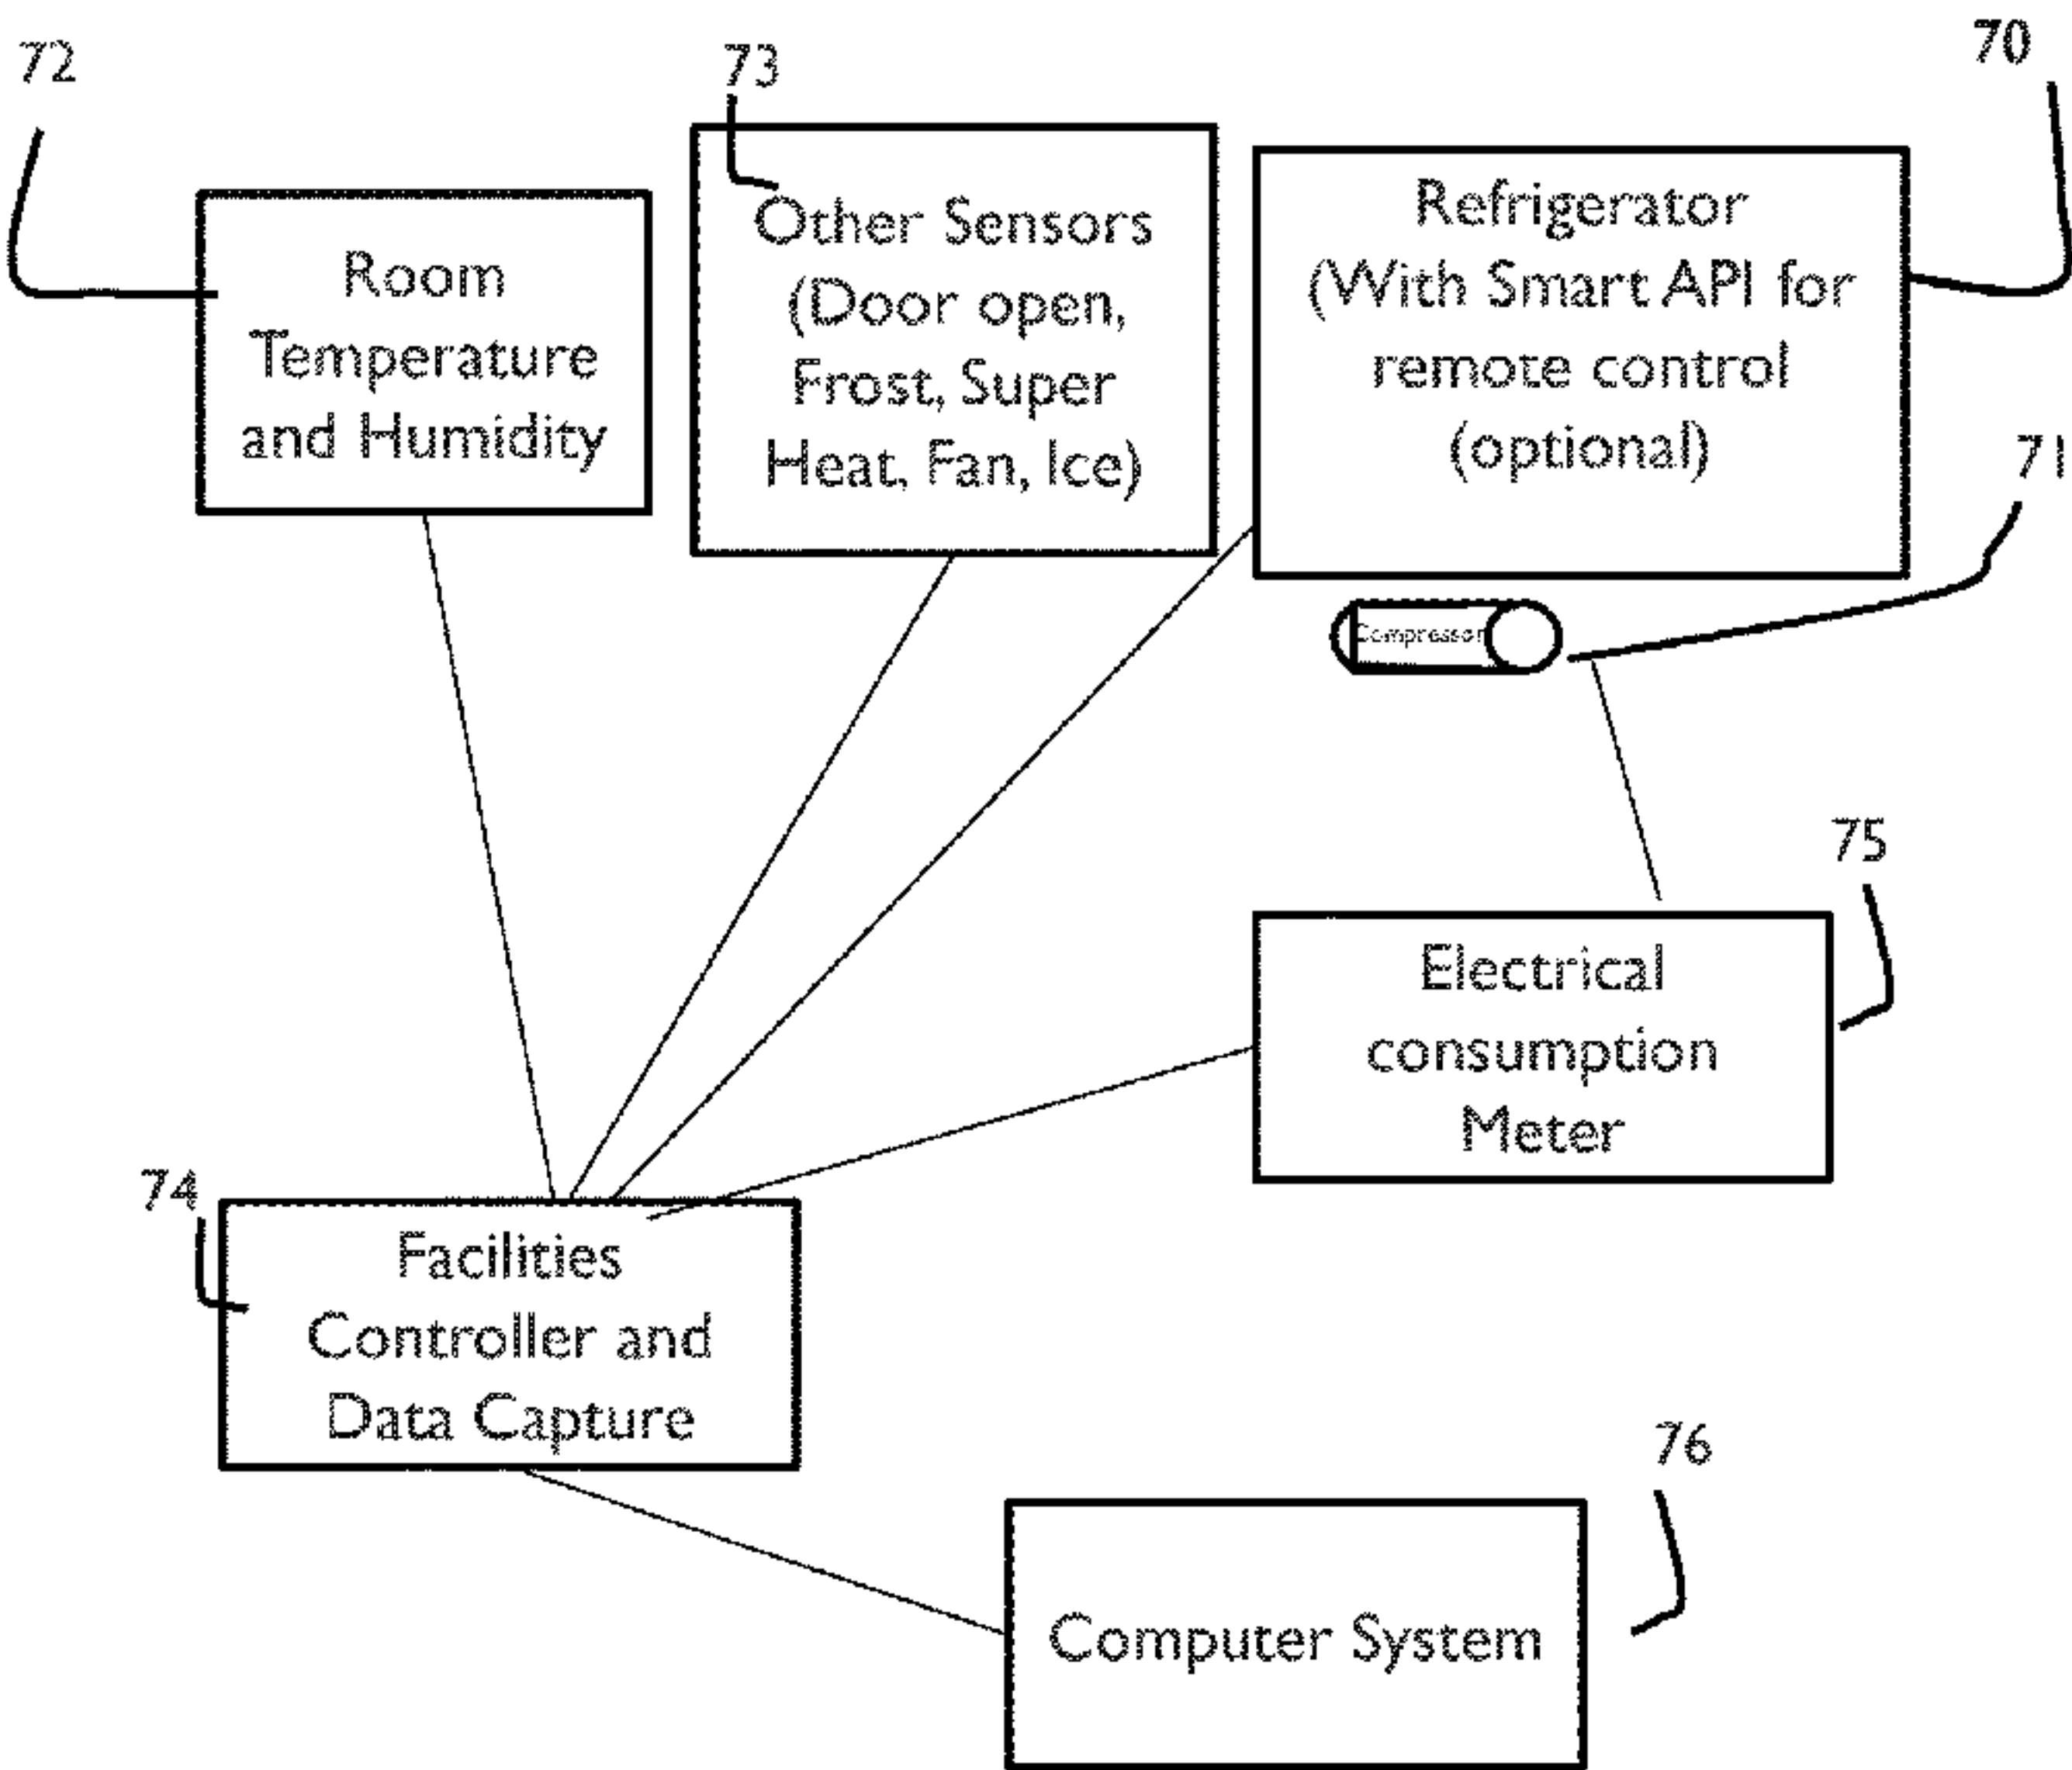 72
73
70
Room
Temperature
and Humidity
Other Sensors
(Door open,
Frost, Super
Heat, Fan, Ice)
Refrigerator
(With Smart API for
remote control
(optional)
71
Compressor
75
Electrical
consumption
Meter
74
Facilities
Controller and
Data Capture
76
Computer System